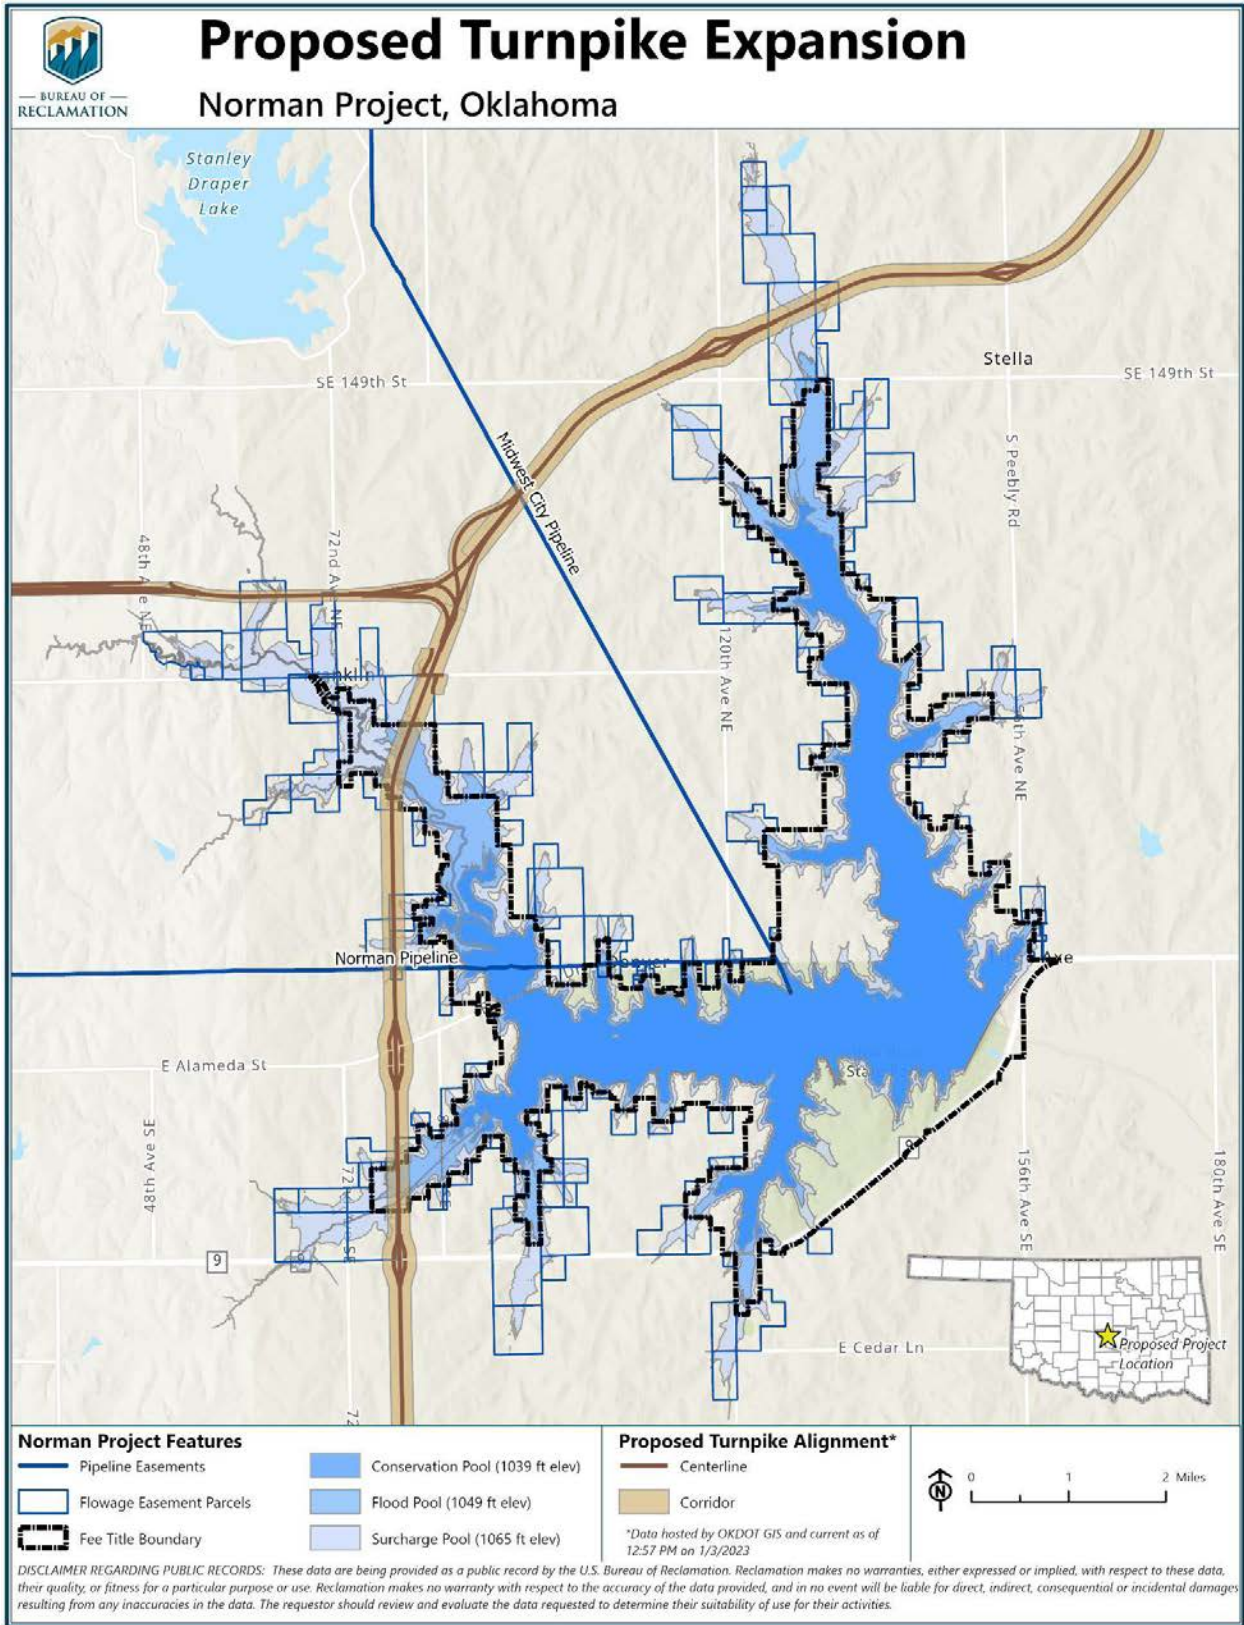 Proposed Turnpike Expansion
BUREAU OF
RECLAMATION
Norman Project, Oklahoma
Stanley
Draper
Lake
SE 149th St
Stella
SE 149th St
Midwest City Pipeline
S Peebly Rd
48th Ave NE
72nd Ave NE
120th Ave NE
Norman Pipeline
Axe
E Alameda St
9
48th Ave SE
156th Ave SE
180th Ave SE
9
E Cedar Ln
Proposed Project
Location
72
Norman Project Features
Pipeline Easements
Flowage Easement Parcels
Fee Title Boundary
Conservation Pool (1039 ft elev)
Flood Pool (1049 ft elev)
Surcharge Pool (1065 ft elev)
Proposed Turnpike Alignment*
Centerline
Corridor
*Data hosted by OKDOT GIS and current as of
12:57 PM on 1/3/2023
N
0 1 2 Miles
DISCLAIMER REGARDING PUBLIC RECORDS: These data are being provided as a public record by the U.S. Bureau of Reclamation. Reclamation makes no warranties, either expressed or implied, with respect to these data,
their quality, or fitness for a particular purpose or use. Reclamation makes no warranty with respect to the accuracy of the data provided, and in no event will be liable for direct, indirect, consequential or incidental damages
resulting from any inaccuracies in the data. The requestor should review and evaluate the data requested to determine their suitability of use for their activities.